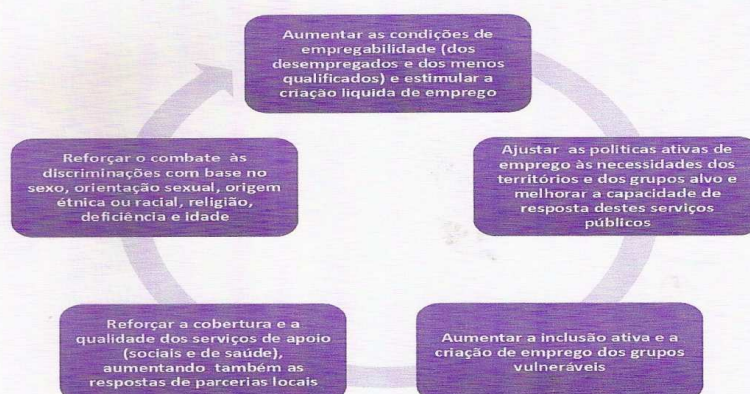 Aumentar as condições de
empregabilidade (dos
desempregados e dos menos
qualificados) e estimular a
criação liquida de emprego
Ajustar as politicas ativas de
emprego às necessidades dos
territórios e dos grupos alvo e
melhorar a capacidade de
resposta destes serviços
públicos
Aumentar a inclusão ativa e a
criação de emprego dos grupos
vulneráveis
Reforçar a cobertura e a
qualidade dos serviços de apoio
(sociais e de saúde),
aumentando também as
respostas de parcerias locais
Reforçar o combate às
discriminações com base no
sexo, orientação sexual, origem
étnica ou racial, religião,
deficiência e idade